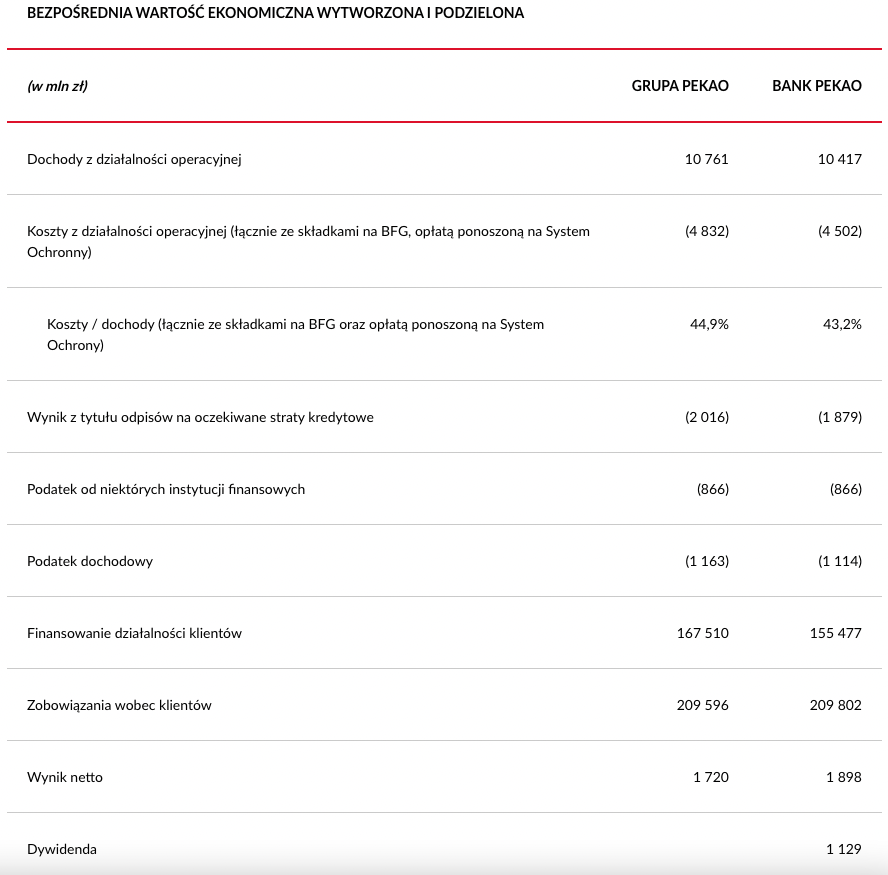 BEZPOŚREDNIA WARTOŚĆ EKONOMICZNA WYTWORZONA I PODZIELONA
(w mln zł) GRUPA PEKAO BANK PEKAO
Dochody z działalności operacyjnej 10 761 10 417
Koszty z działalności operacyjnej (łącznie ze składkami na BFG, opłatą ponoszoną na System (4 832) (4 502)
Ochronny)
Koszty / dochody (łącznie ze składkami na BFG oraz opłatą ponoszoną na System 44,9% 43,2%
Ochrony)
Wynik z tytułu odpisów na oczekiwane straty kredytowe (2 016) (1 879)
Podatek od niektórych instytucji finansowych (866) (866)
Podatek dochodowy (1 163) (1 114)
Finansowanie działalności klientów 167 510 155 477
Zobowiązania wobec klientów 209 596 209 802
Wynik netto 1 720 1 898
Dywidenda 1 129